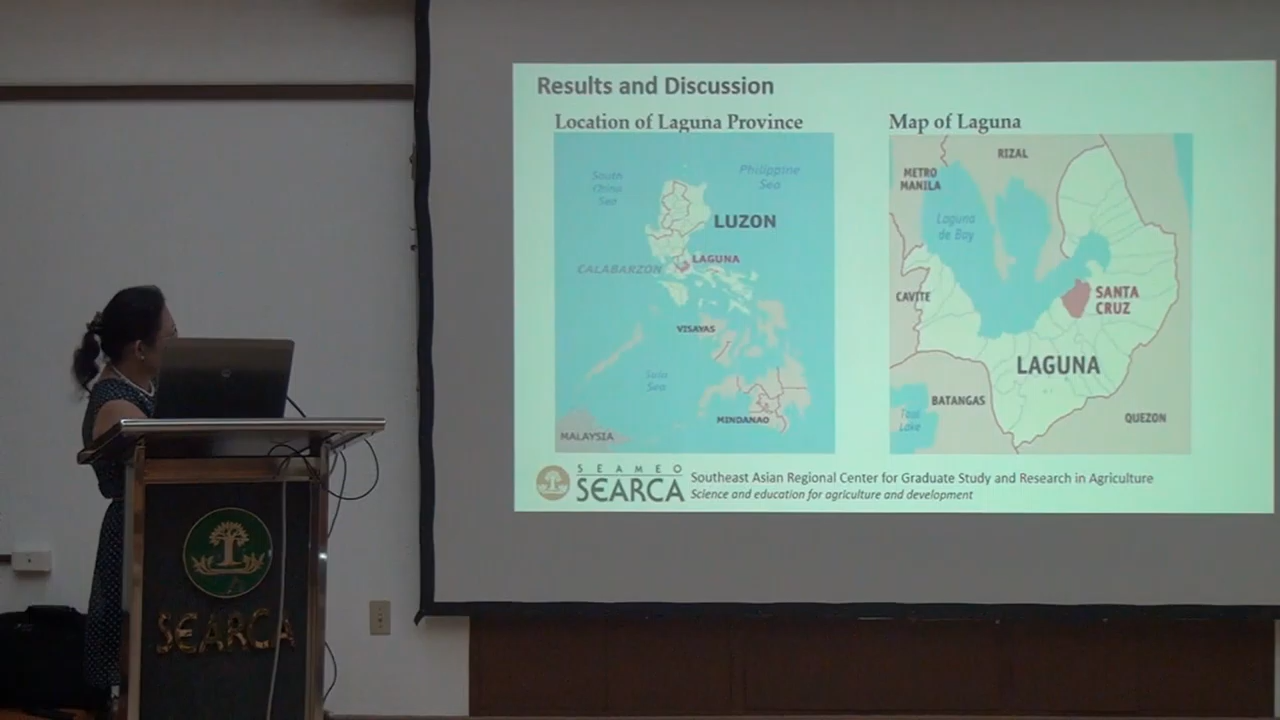 Results and Discussion
Location of Laguna Province
South
China
Sea
Philippine
Sea
LUZON
CALABARZON
LAGUNA
VISAYAS
Sulu
Sea
MINDANAO
MALAYSIA
Map of Laguna
RIZAL
METRO
MANILA
Laguna
de Bay
CAVITE
SANTA
CRUZ
LAGUNA
BATANGAS
Taal
Lake
QUEZON
SEAMEO
SEARCA
Southeast Asian Regional Center for Graduate Study and Research in Agriculture
Science and education for agriculture and development
SEARCA